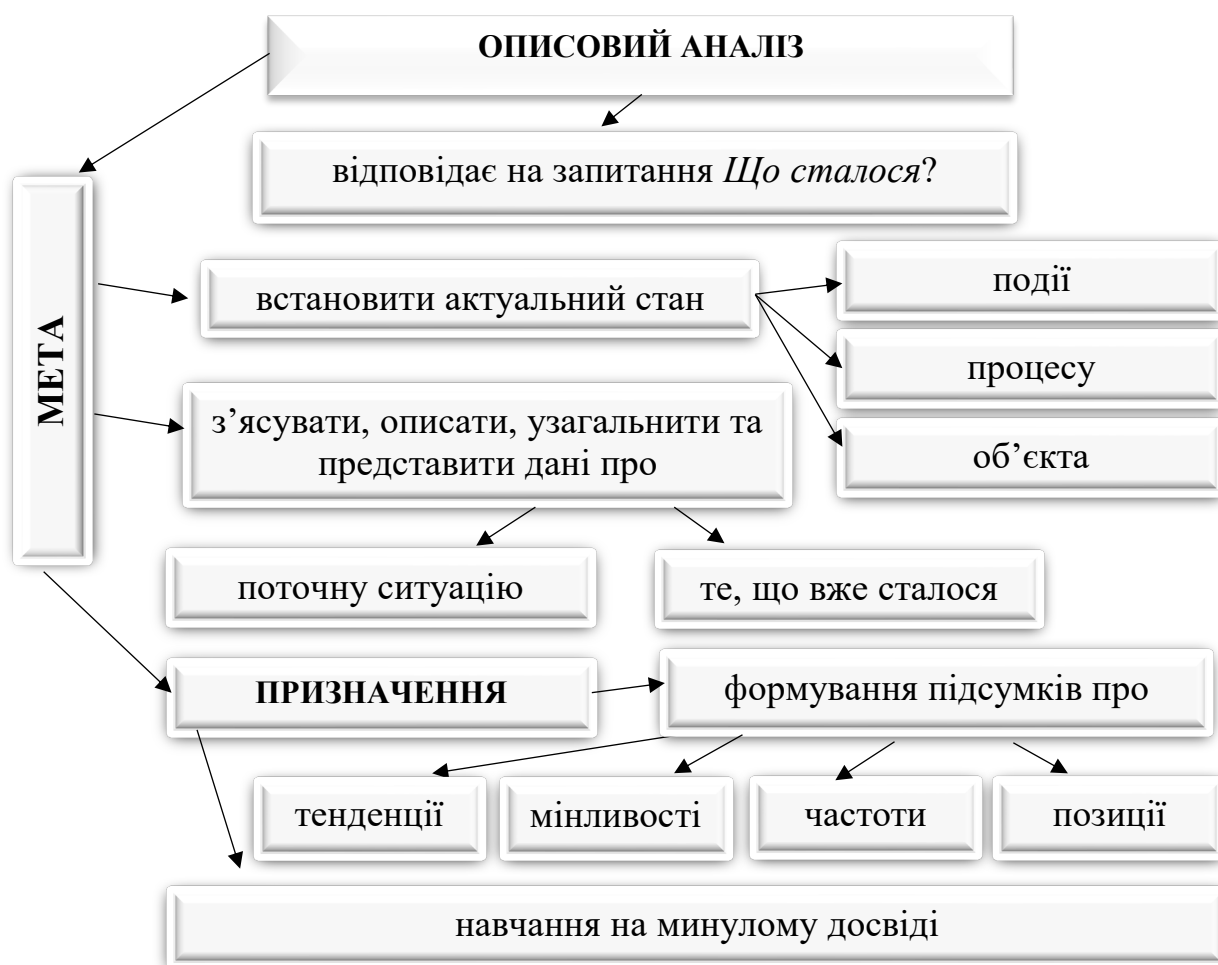 ОПИСОВИЙ АНАЛІЗ
відповідає на запитання Що сталося?
МЕТА
встановити актуальний стан
події
процесу
об’єкта
з’ясувати, описати, узагальнити та
представити дані про
поточну ситуацію
те, що вже сталося
ПРИЗНАЧЕННЯ
формування підсумків про
тенденції
мінливості
частоти
позиції
навчання на минулому досвіді